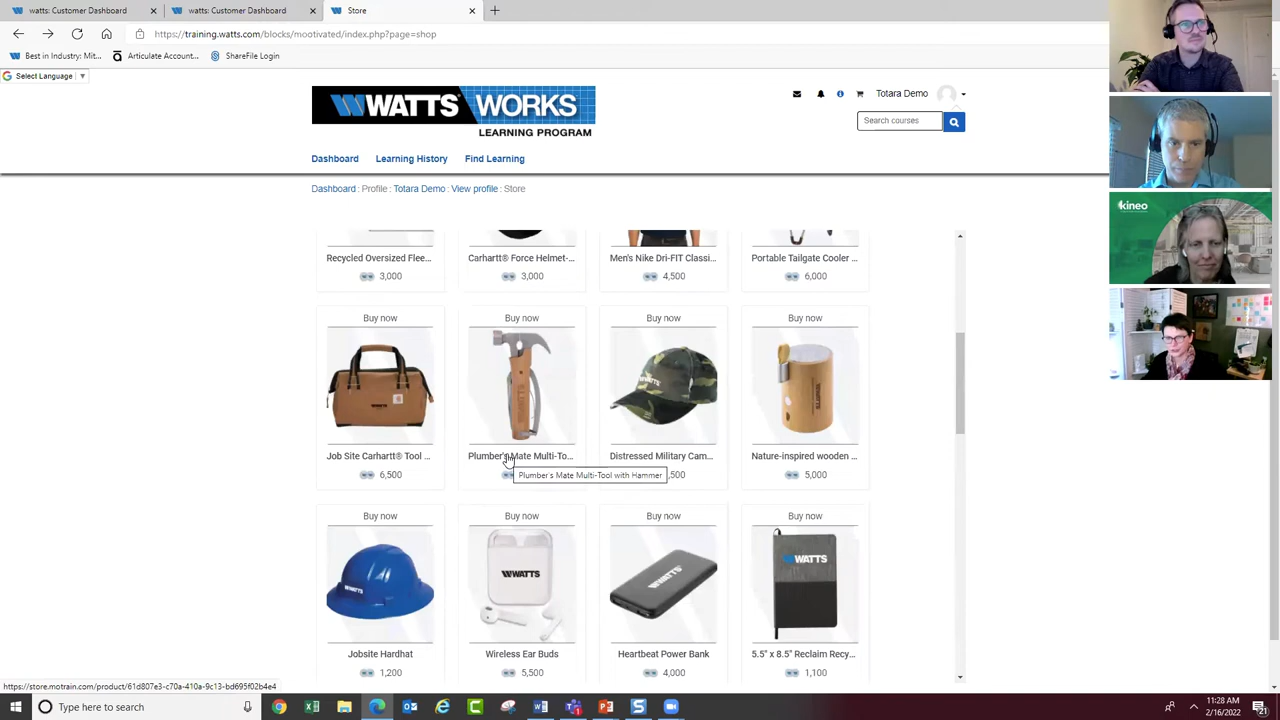 watts: Customer Dashboard
watts: Customer Dashboard
Store
https://training.watts.com/blocks/mootivated/index.php?page=shop
Best in Industry: Mit...
Articulate Account...
ShareFile Login
Select Language
WATTS WORKS
LEARNING PROGRAM
Totara Demo
Search courses
Dashboard
Learning History
Find Learning
Dashboard : Profile : Totara Demo : View profile : Store
kineo
Recycled Oversized Flee...
Carhartt® Force Helmet-...
Men's Nike Dri-FIT Classi...
Portable Tailgate Cooler ...
3,000
3,000
4,500
6,000
Buy now
Buy now
Buy now
Buy now
WATTS
Job Site Carhartt® Tool ...
Plumber's Mate Multi-To...
Distressed Military Cam...
Nature-inspired wooden ...
6,500
Plumber's Mate Multi-Tool with Hammer
,500
5,000
Buy now
Buy now
Buy now
Buy now
WATTS
WATTS
WATTS
WATTS
Jobsite Hardhat
Wireless Ear Buds
Heartbeat Power Bank
5.5" x 8.5" Reclaim Recy...
1,200
5,500
4,000
1,100
https://store.motrain.com/product/61d807e3-c70a-410a-9c13-bd695f02b4e4
Type here to search
11:28 AM
2/16/2022
21